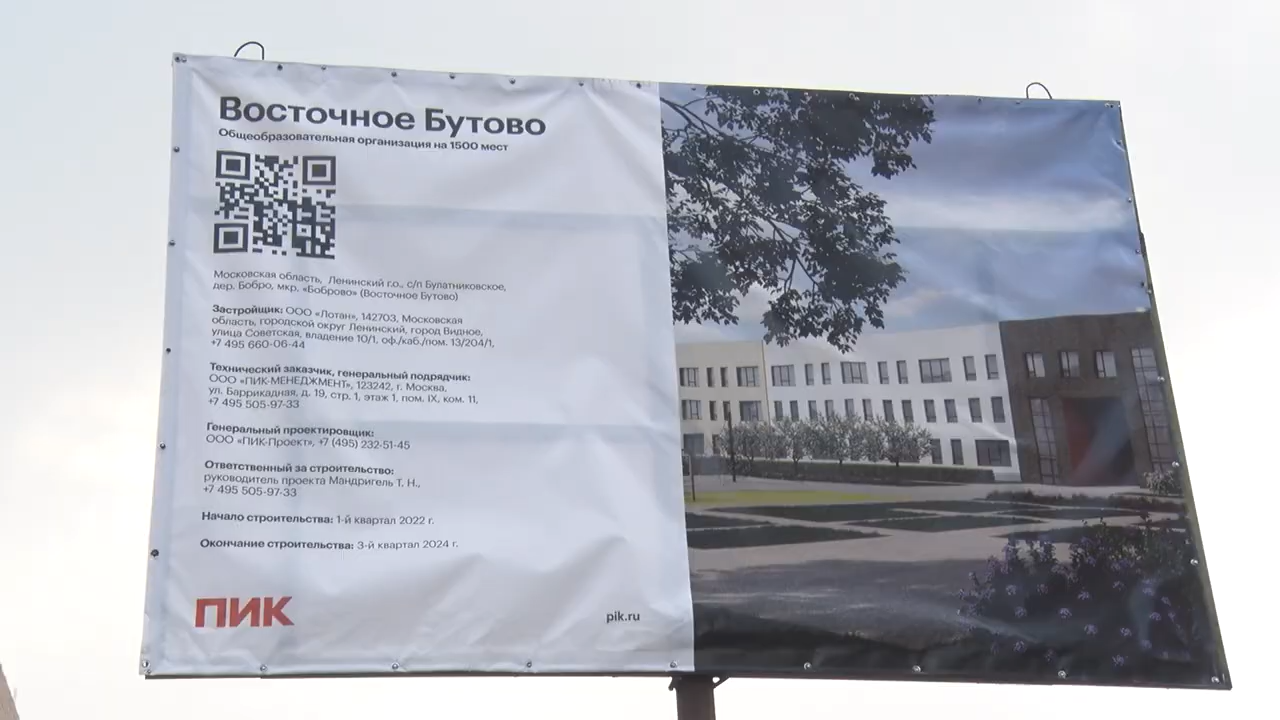 Восточное Бутово
Общеобразовательная организация на 1500 мест
Московская область, Ленинский г.о., с/п Булатниковское,
дер. Бобро, мкр. «Боброво» (Восточное Бутово)
Застройщик: ООО «Лотан», 142703, Московская
область, городской округ Ленинский, город Видное,
улица Советская, владение 10/1, оф./каб./пом. 13/204/1,
+7 495 660-06-44
Технический заказчик, генеральный подрядчик:
ООО «ПИК-МЕНЕДЖМЕНТ», 123242, г. Москва,
ул. Баррикадная, д. 19, стр. 1, этаж 1, пом. IX, ком. 11,
+7 495 505-97-33
Генеральный проектировщик:
ООО «ПИК-Проект», +7 (495) 232-51-45
Ответственный за строительство:
руководитель проекта Мандригель Т. Н.,
+7 495 505-97-33
Начало строительства: 1-й квартал 2022 г.
Окончание строительства: 3-й квартал 2024 г.
ПИК
pik.ru